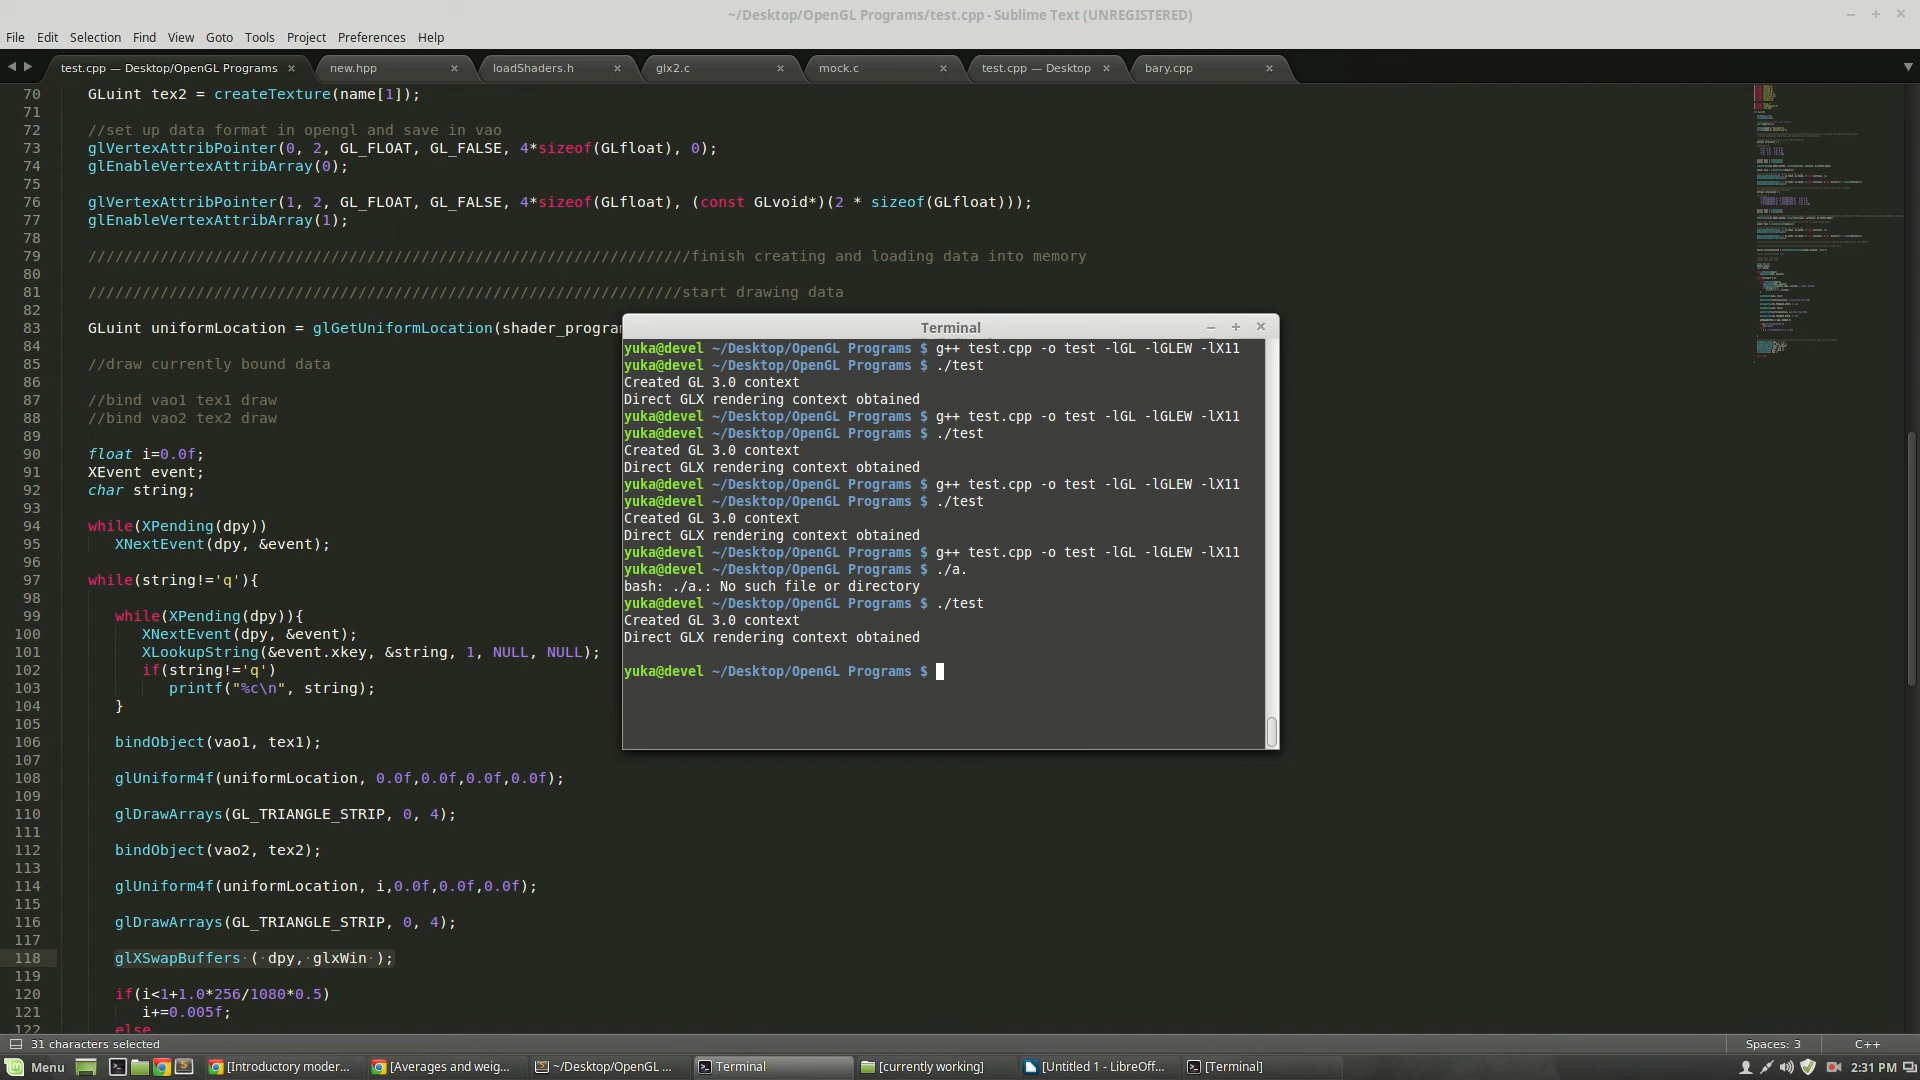 ~/Desktop/OpenGL Programs/test.cpp - Sublime Text (UNREGISTERED)
File Edit Selection Find View Goto Tools Project Preferences Help
test.cpp — Desktop/OpenGL Programs
new.hpp
loadShaders.h
glx2.c
mock.c
test.cpp — Desktop
bary.cpp
70 GLuint tex2 = createTexture(name[1]);
71
72 //set up data format in opengl and save in vao
73 glVertexAttribPointer(0, 2, GL_FLOAT, GL_FALSE, 4*sizeof(GLfloat), 0);
74 glEnableVertexAttribArray(0);
75
76 glVertexAttribPointer(1, 2, GL_FLOAT, GL_FALSE, 4*sizeof(GLfloat), (const GLvoid*)(2 * sizeof(GLfloat)));
77 glEnableVertexAttribArray(1);
78
79 ///////////////////////////////////////////////////////////////////finish creating and loading data into memory
80
81 //////////////////////////////////////////////////////////////////start drawing data
82
83 GLuint uniformLocation = glGetUniformLocation(shader_program
84
85 //draw currently bound data
86
87 //bind vao1 tex1 draw
88 //bind vao2 tex2 draw
89
90 float i=0.0f;
91 XEvent event;
92 char string;
93
94 while(XPending(dpy))
95 XNextEvent(dpy, &event);
96
97 while(string!='q'){
98
99 while(XPending(dpy)){
100 XNextEvent(dpy, &event);
101 XLookupString(&event.xkey, &string, 1, NULL, NULL);
102 if(string!='q')
103 printf("%c\n", string);
104 }
105
106 bindObject(vao1, tex1);
107
108 glUniform4f(uniformLocation, 0.0f,0.0f,0.0f,0.0f);
109
110 glDrawArrays(GL_TRIANGLE_STRIP, 0, 4);
111
112 bindObject(vao2, tex2);
113
114 glUniform4f(uniformLocation, i,0.0f,0.0f,0.0f);
115
116 glDrawArrays(GL_TRIANGLE_STRIP, 0, 4);
117
118 glXSwapBuffers ( dpy, glxWin );
119
120 if(i<1+1.0*256/1080*0.5)
121 i+=0.005f;
122 else
Terminal
yuka@devel ~/Desktop/OpenGL Programs $ g++ test.cpp -o test -lGL -lGLEW -lX11
yuka@devel ~/Desktop/OpenGL Programs $ ./test
Created GL 3.0 context
Direct GLX rendering context obtained
yuka@devel ~/Desktop/OpenGL Programs $ g++ test.cpp -o test -lGL -lGLEW -lX11
yuka@devel ~/Desktop/OpenGL Programs $ ./test
Created GL 3.0 context
Direct GLX rendering context obtained
yuka@devel ~/Desktop/OpenGL Programs $ g++ test.cpp -o test -lGL -lGLEW -lX11
yuka@devel ~/Desktop/OpenGL Programs $ ./test
Created GL 3.0 context
Direct GLX rendering context obtained
yuka@devel ~/Desktop/OpenGL Programs $ g++ test.cpp -o test -lGL -lGLEW -lX11
yuka@devel ~/Desktop/OpenGL Programs $ ./a.
bash: ./a.: No such file or directory
yuka@devel ~/Desktop/OpenGL Programs $ ./test
Created GL 3.0 context
Direct GLX rendering context obtained
yuka@devel ~/Desktop/OpenGL Programs $
31 characters selected
Spaces: 3
C++
Menu
[Introductory moder...
[Averages and weig...
~/Desktop/OpenGL ...
Terminal
[currently working]
[Untitled 1 - LibreOff...
[Terminal]
2:31 PM